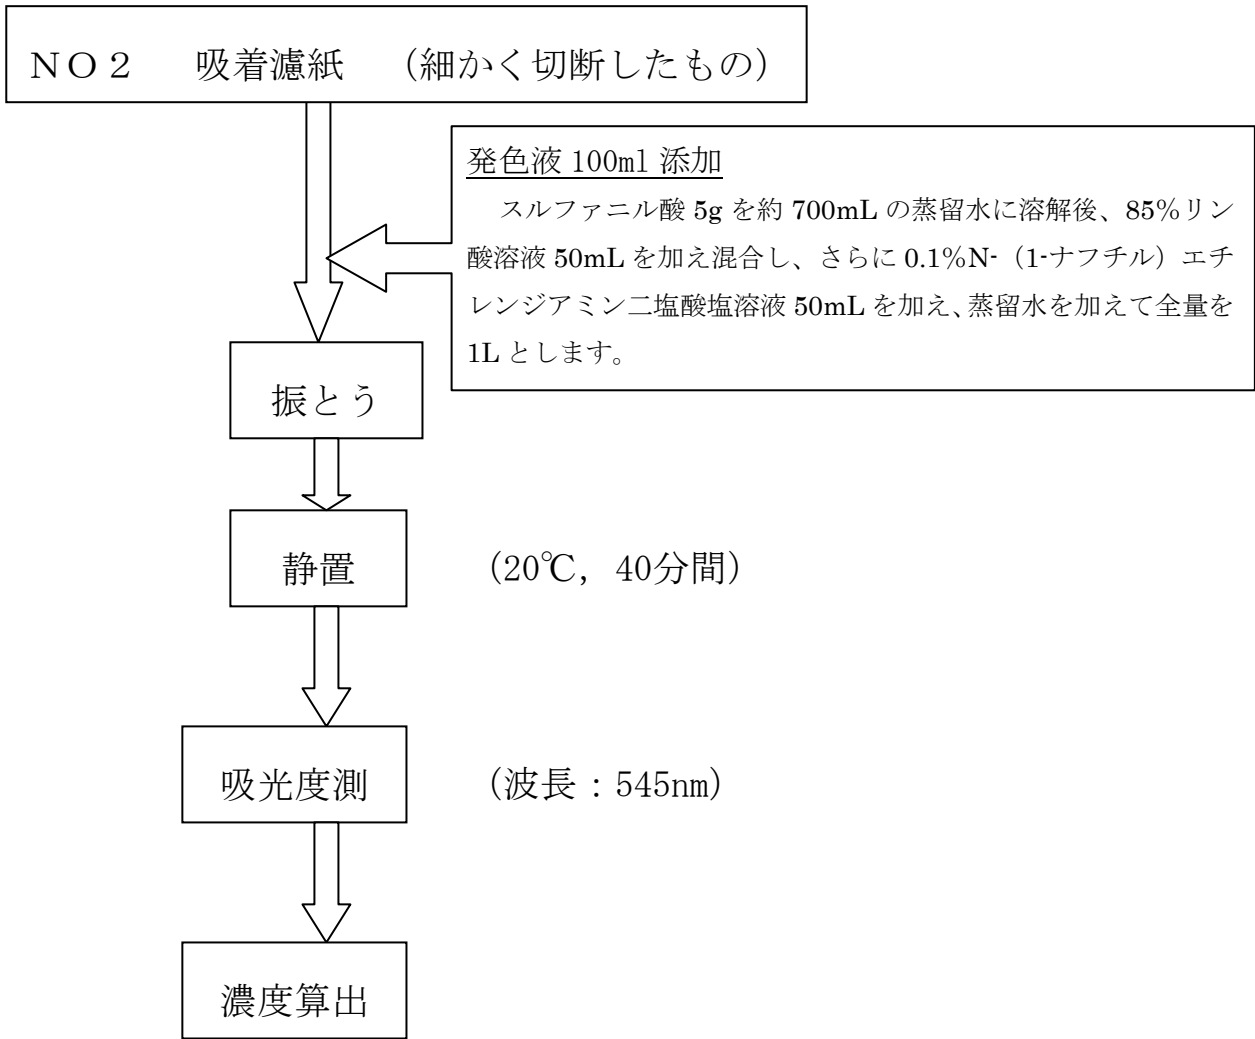 ＮＯ２　吸着濾紙　（細かく切断したもの）
発色液 100ml 添加
スルファニル酸 5g を約 700mL の蒸留水に溶解後、85％リン
酸溶液 50mL を加え混合し、さらに 0.1％N-（1-ナフチル）エチ
レンジアミン二塩酸塩溶液 50mL を加え、蒸留水を加えて全量を
1L とします。
振とう
静置　(20℃, 40分間)
吸光度測　(波長：545nm)
濃度算出